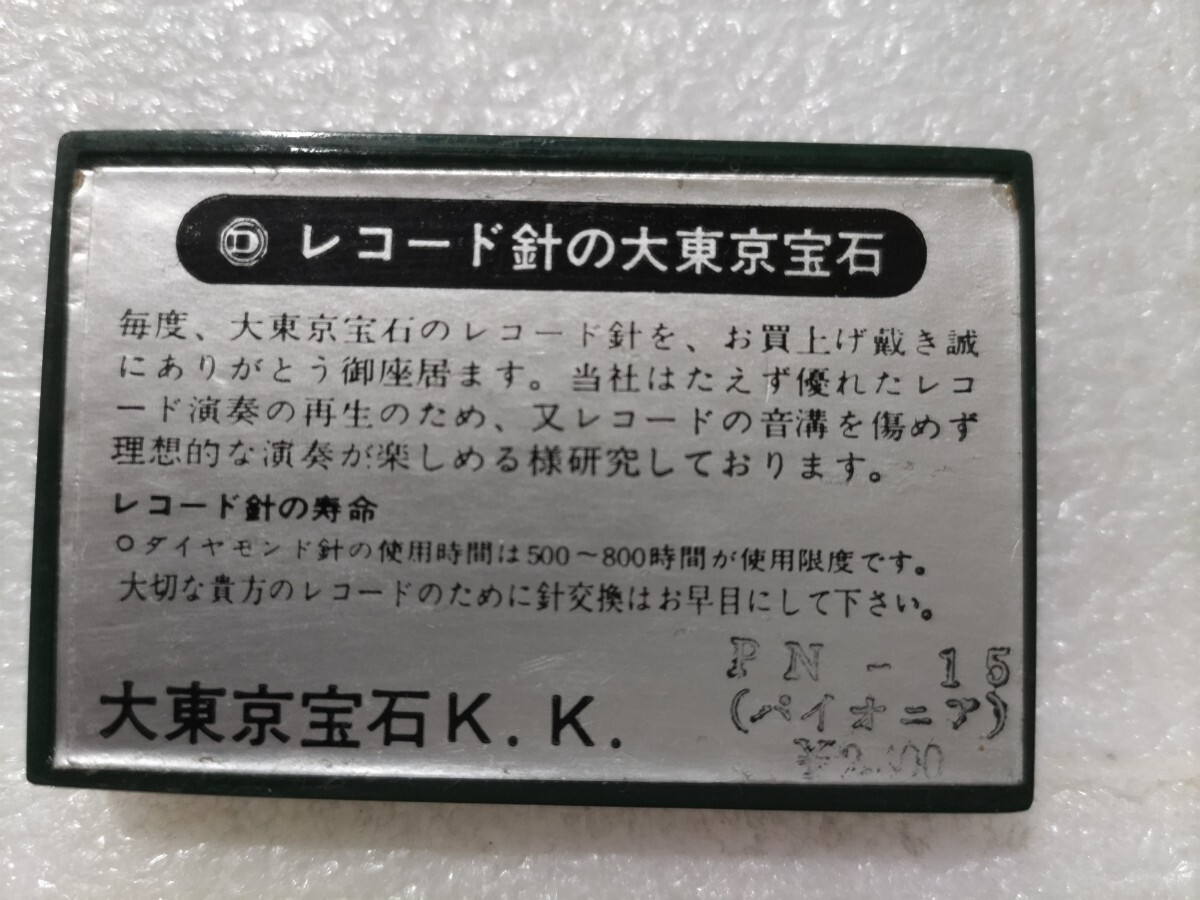 D レコード針の大東京宝石
毎度、大東京宝石のレコード針を、お買上げ戴き誠
にありがとう御座居ます。当社はたえず優れたレコ
ード演奏の再生のため、又レコードの音溝を傷めず
理想的な演奏が楽しめる様研究しております。
レコード針の寿命
○ダイヤモンド針の使用時間は500〜800時間が使用限度です。
大切な貴方のレコードのために針交換はお早目にして下さい。
PN-15
(パイオニア)
大東京宝石K.K.